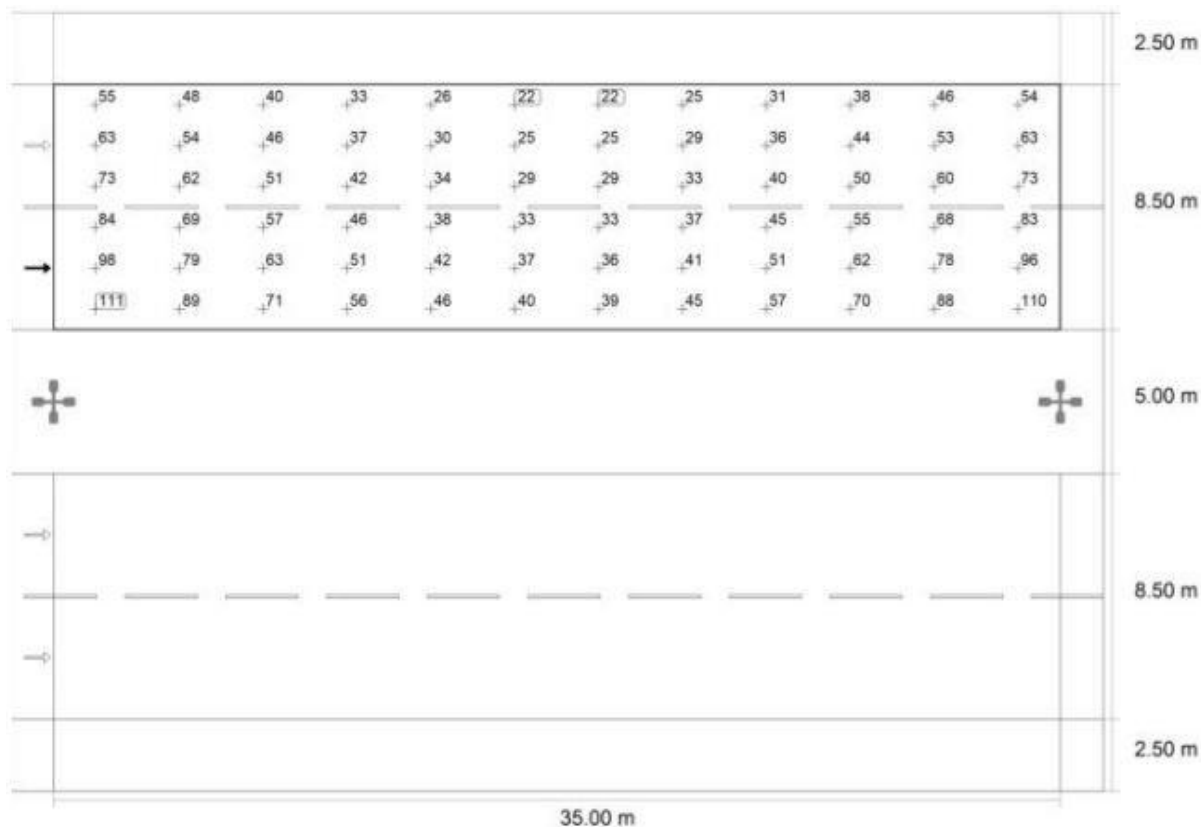 2.50 m
55 48 40 33 26 22 22 25 31 38 46 54
63 54 46 37 30 25 25 29 36 44 53 63
73 62 51 42 34 29 29 33 40 50 60 73
8.50 m
84 69 57 46 38 33 33 37 45 55 68 83
98 79 63 51 42 37 36 41 51 62 78 96
111 89 71 56 46 40 39 45 57 70 88 110
5.00 m
8.50 m
2.50 m
35.00 m